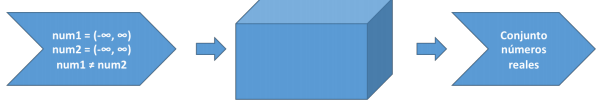 num1 = (-∞, ∞)
num2 = (-∞, ∞)
num1 ≠ num2
Conjunto
números
reales